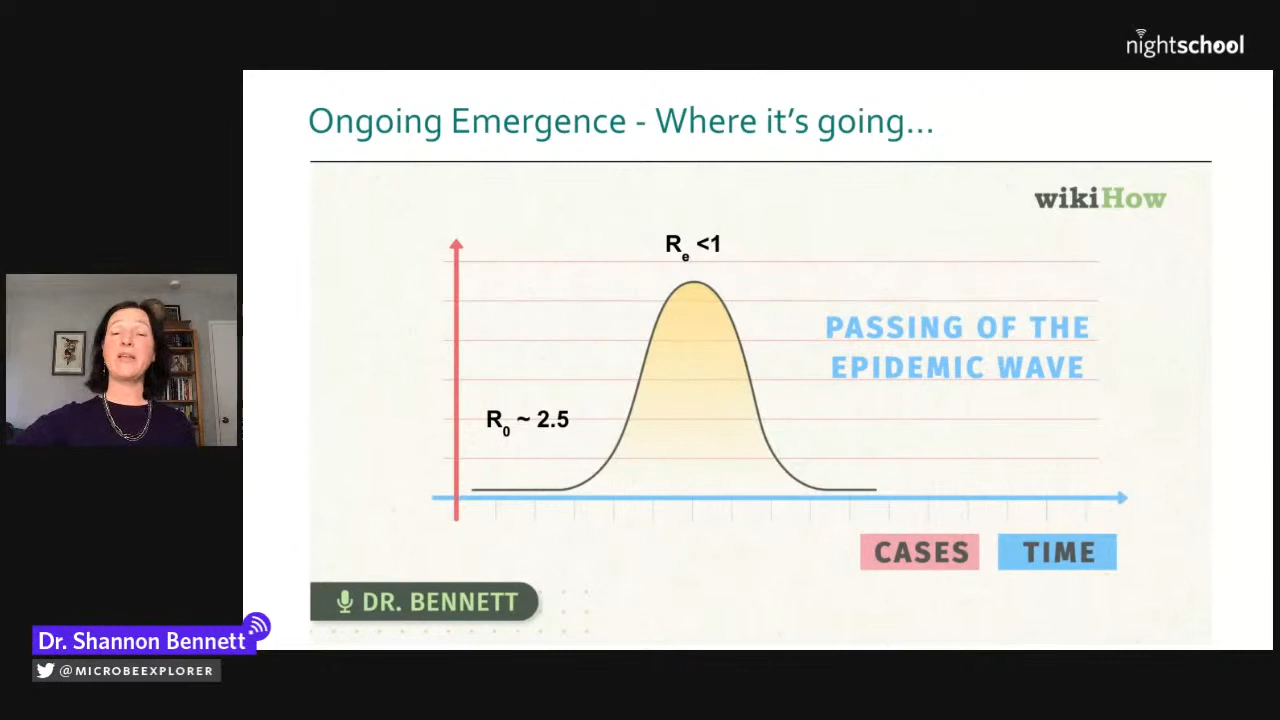 nightschool
Ongoing Emergence - Where it's going...
wikiHow
Re <1
PASSING OF THE
EPIDEMIC WAVE
R0 ~ 2.5
CASES
TIME
DR. BENNETT
Dr. Shannon Bennett
@MICROBEEXPLORER